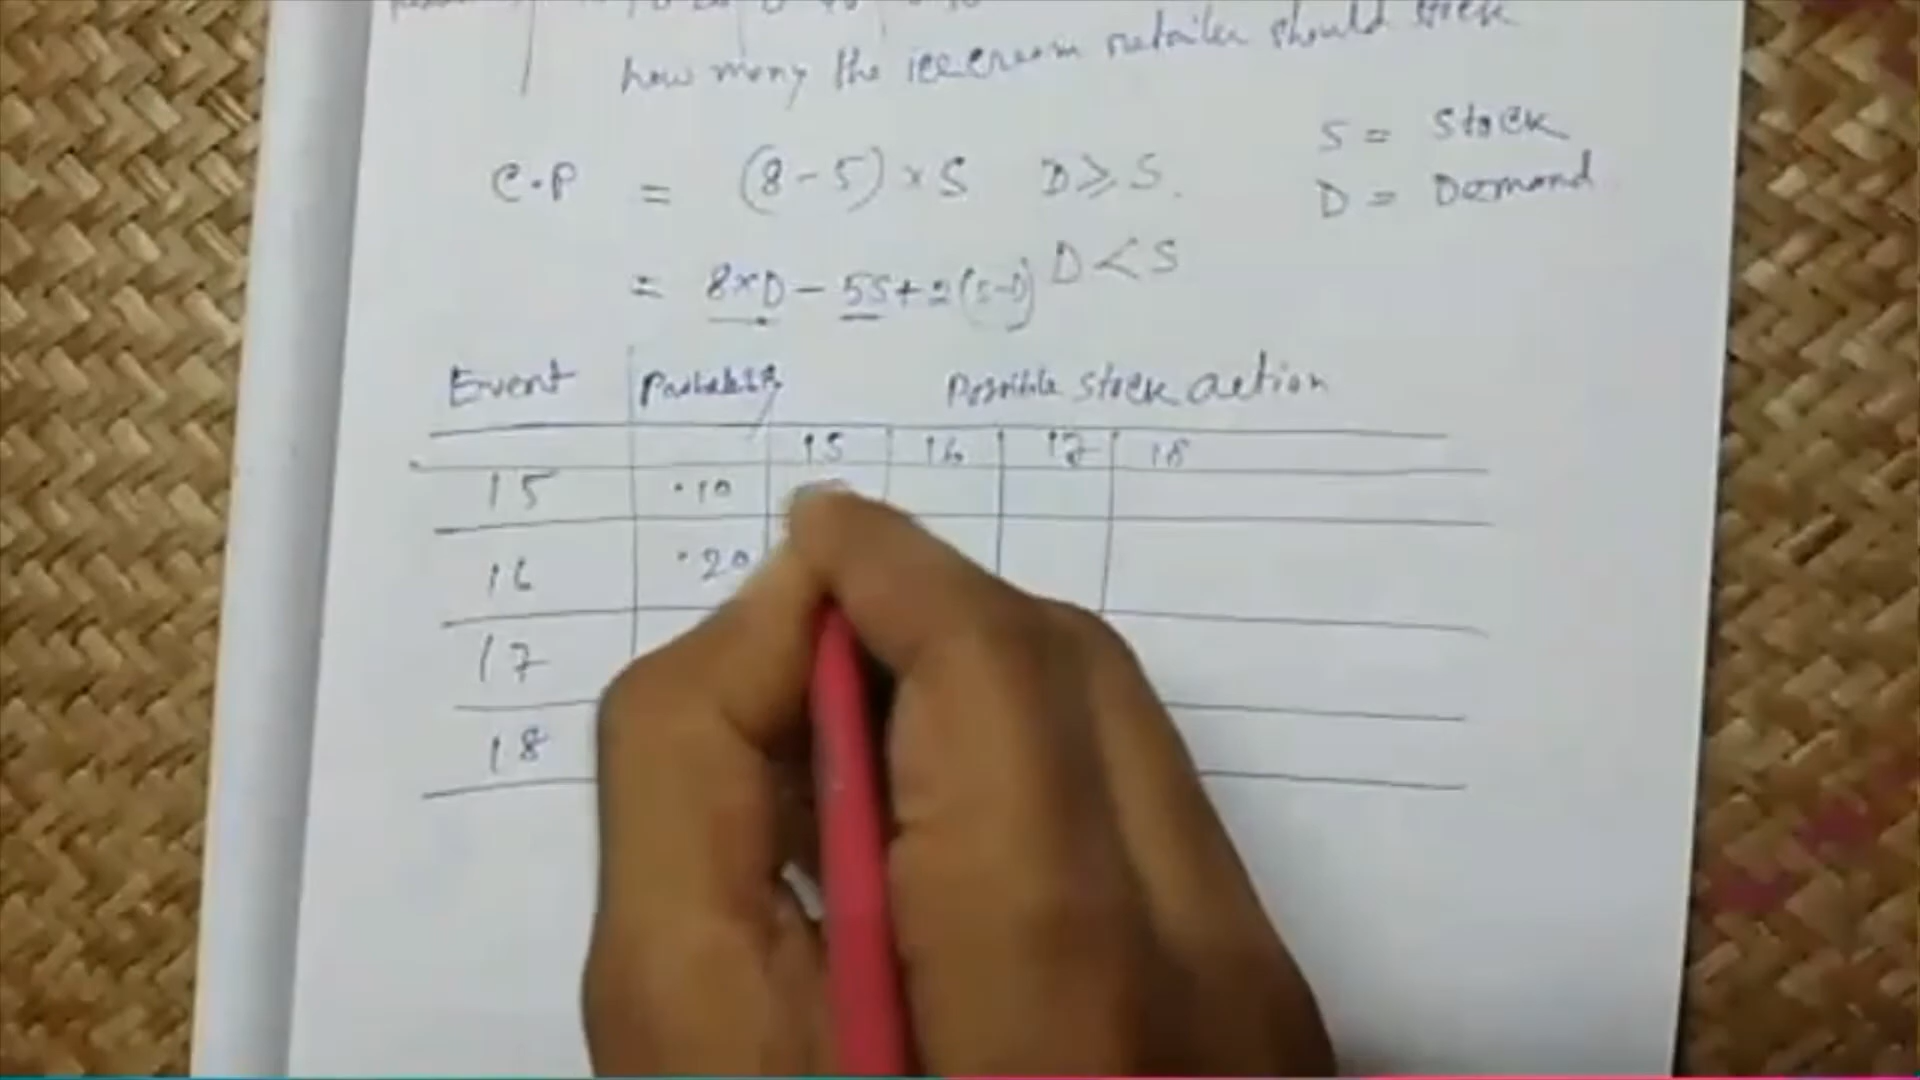 how many the icecream retailer should stock
C.P = (8-5) × S D ≥ S. S = Stock
D = Demand
= 8×D - 5S + 2(S-D) D < S
Event Probability Possible stock action
15 16 17 18
15 .10
16 .20
17
18